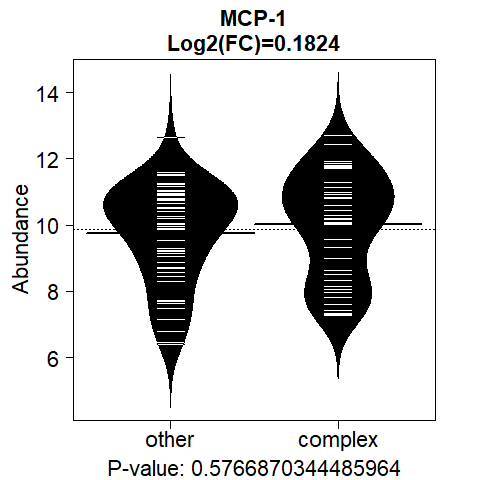 MCP-1
Log2(FC)=0.1824
Abundance
14
12
10
8
6
other complex
P-value: 0.5766870344485964